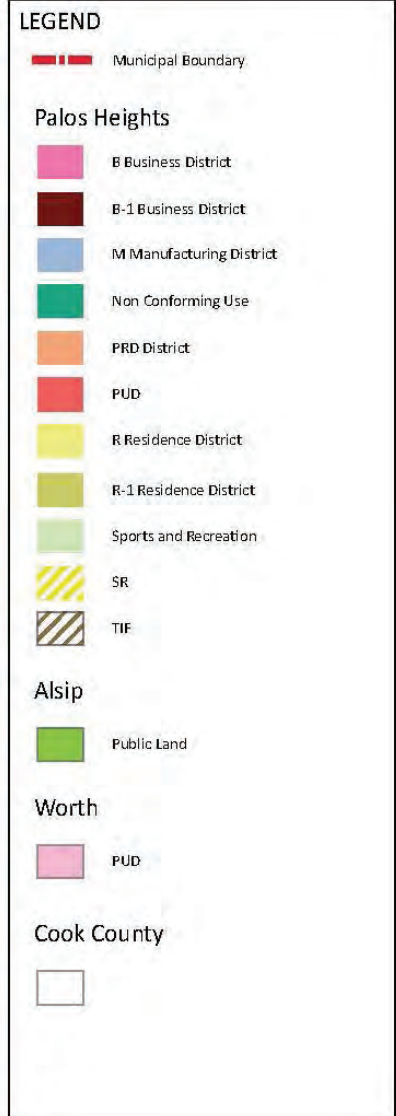 LEGEND
Municipal Boundary
Palos Heights
B Business District
B-1 Business District
M Manufacturing District
Non Conforming Use
PRD District
PUD
R Residence District
R-1 Residence District
Sports and Recreation
SR
TIF
Alsip
Public Land
Worth
PUD
Cook County